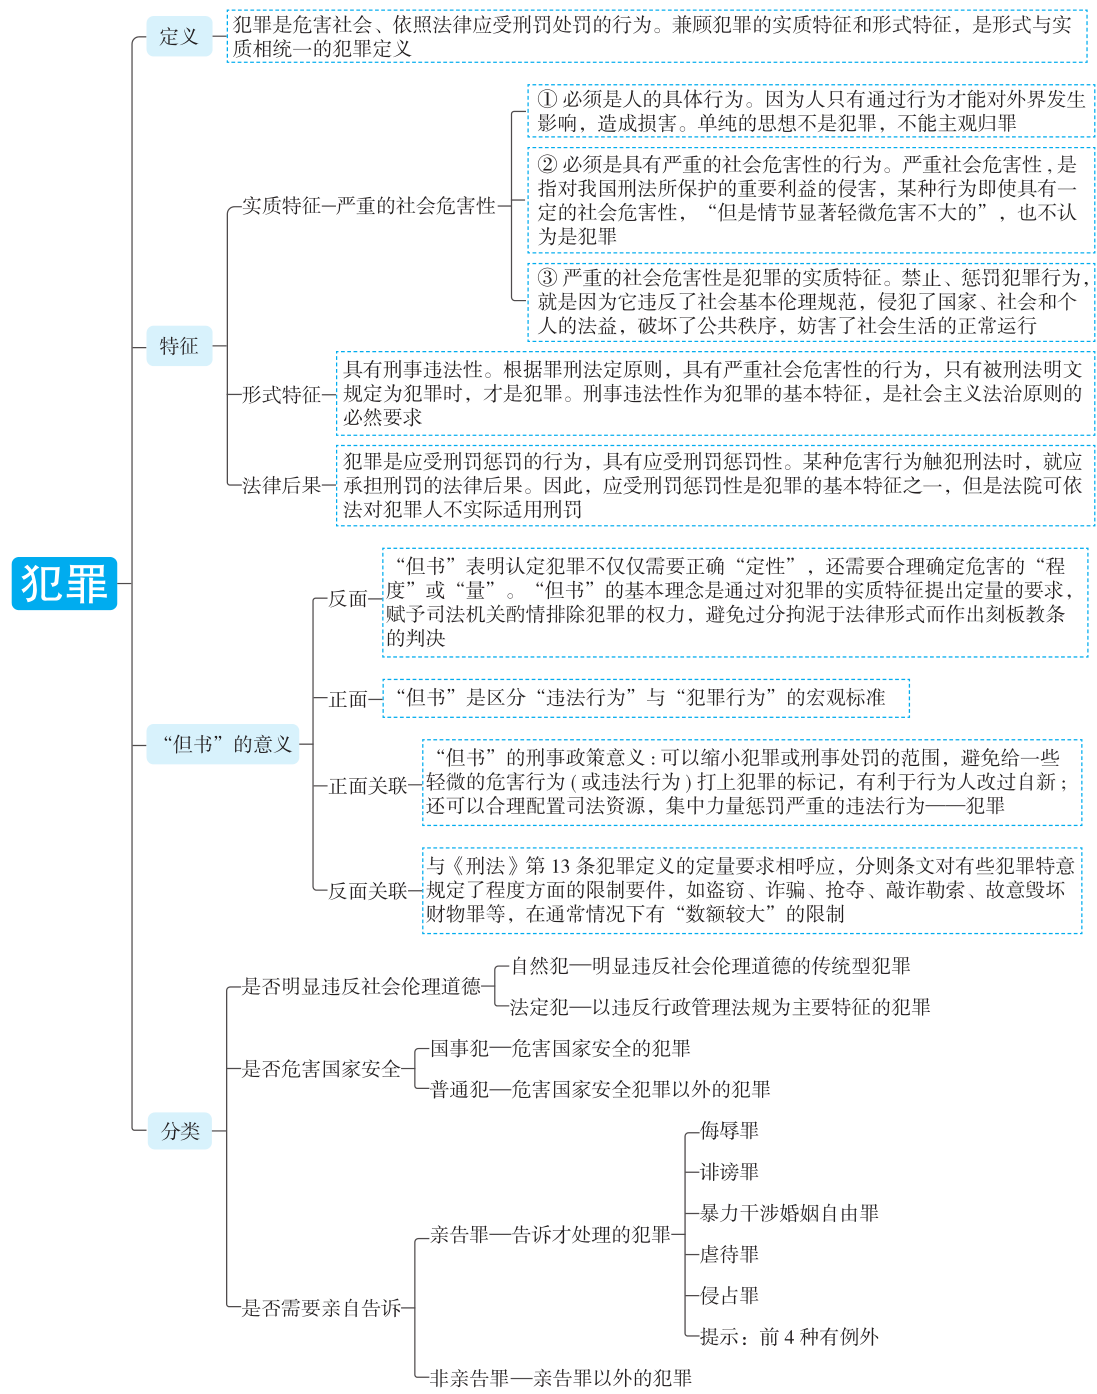 犯罪
定义
犯罪是危害社会、依照法律应受刑罚处罚的行为。兼顾犯罪的实质特征和形式特征，是形式与实
质相统一的犯罪定义
特征
实质特征
严重的社会危害性
① 必须是人的具体行为。因为人只有通过行为才能对外界发生
影响，造成损害。单纯的思想不是犯罪，不能主观归罪
② 必须是具有严重的社会危害性的行为。严重社会危害性，是
指对我国刑法所保护的重要利益的侵害，某种行为即使具有一
定的社会危害性，“但是情节显著轻微危害不大的”，也不认
为是犯罪
③ 严重的社会危害性是犯罪的实质特征。禁止、惩罚犯罪行为，
就是因为它违反了社会基本伦理规范，侵犯了国家、社会和个
人的法益，破坏了公共秩序，妨害了社会生活的正常运行
形式特征
具有刑事违法性。根据罪刑法定原则，具有严重社会危害性的行为，只有被刑法明文
规定为犯罪时，才是犯罪。刑事违法性作为犯罪的基本特征，是社会主义法治原则的
必然要求
法律后果
犯罪是应受刑罚惩罚的行为，具有应受刑罚惩罚性。某种危害行为触犯刑法时，就应
承担刑罚的法律后果。因此，应受刑罚惩罚性是犯罪的基本特征之一，但是法院可依
法对犯罪人不实际适用刑罚
“但书”的意义
反面
“但书”表明认定犯罪不仅仅需要正确“定性”，还需要合理确定危害的“程
度”或“量”。“但书”的基本理念是通过对犯罪的实质特征提出定量的要求，
赋予司法机关酌情排除犯罪的权力，避免过分拘泥于法律形式而作出刻板教条
的判决
正面
“但书”是区分“违法行为”与“犯罪行为”的宏观标准
正面关联
“但书”的刑事政策意义：可以缩小犯罪或刑事处罚的范围，避免给一些
轻微的危害行为(或违法行为)打上犯罪的标记，有利于行为人改过自新；
还可以合理配置司法资源，集中力量惩罚严重的违法行为——犯罪
反面关联
与《刑法》第 13 条犯罪定义的定量要求相呼应，分则条文对有些犯罪特意
规定了程度方面的限制要件，如盗窃、诈骗、抢夺、敲诈勒索、故意毁坏
财物罪等，在通常情况下有“数额较大”的限制
分类
是否明显违反社会伦理道德
自然犯
明显违反社会伦理道德的传统型犯罪
法定犯
以违反行政管理法规为主要特征的犯罪
是否危害国家安全
国事犯
危害国家安全的犯罪
普通犯
危害国家安全犯罪以外的犯罪
是否需要亲自告诉
亲告罪
告诉才处理的犯罪
侮辱罪
诽谤罪
暴力干涉婚姻自由罪
虐待罪
侵占罪
提示：前 4 种有例外
非亲告罪
亲告罪以外的犯罪